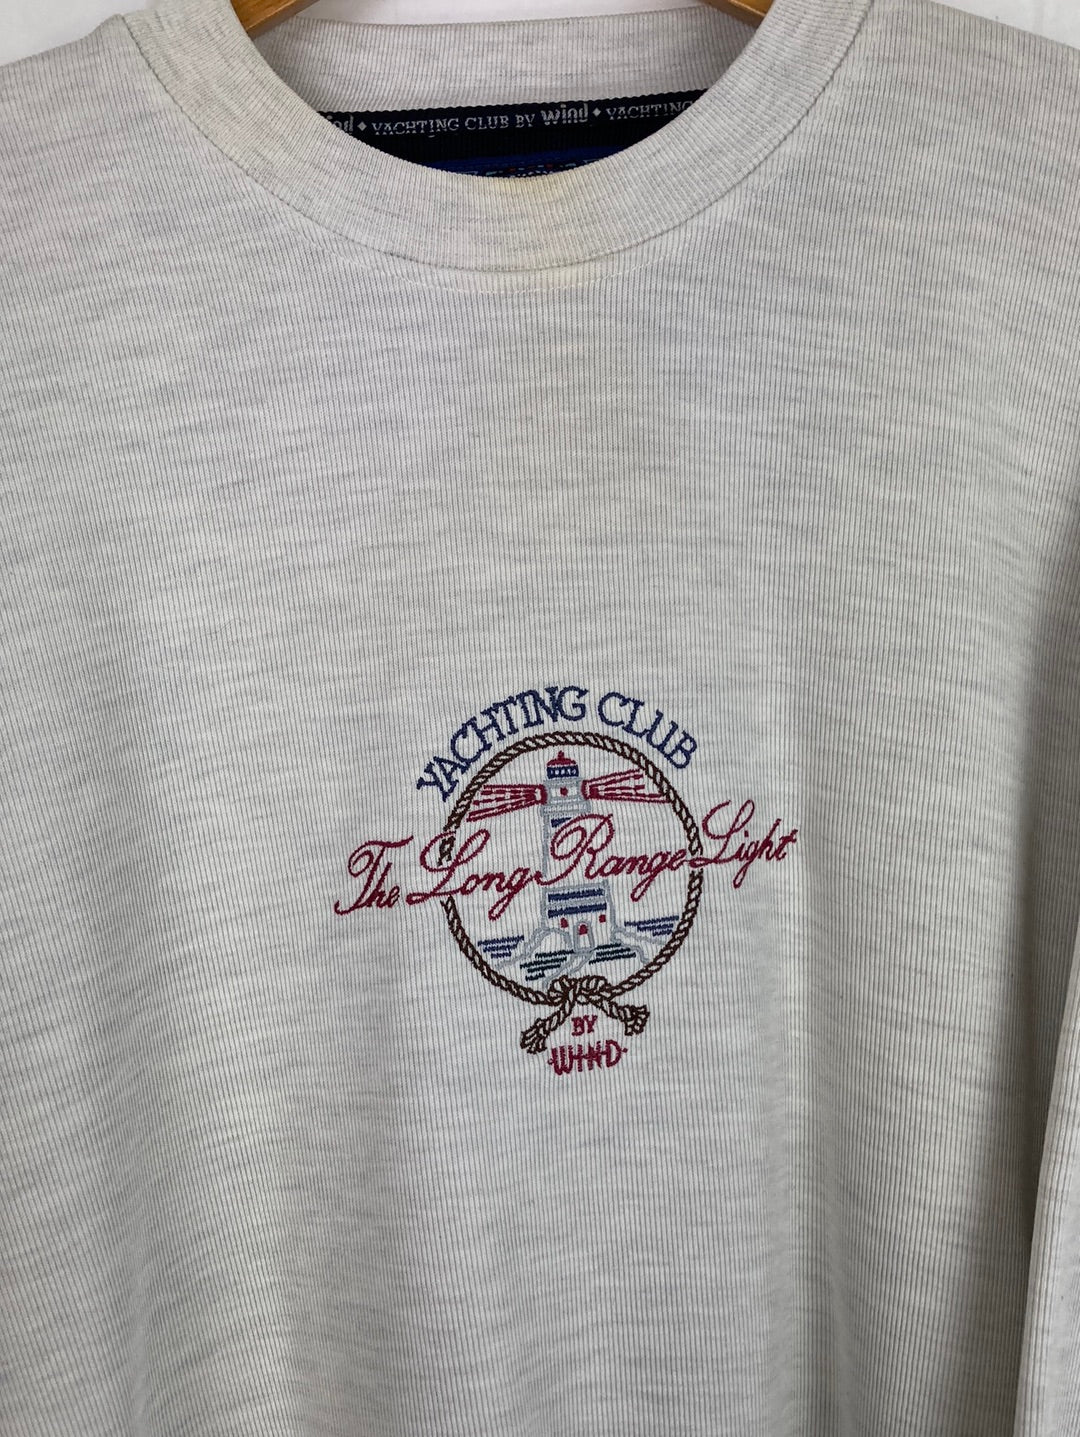 wind ◆ YACHTING CLUB BY wind ◆ YACHTING
YACHTING CLUB
The Long Range Light
BY
·WIND·